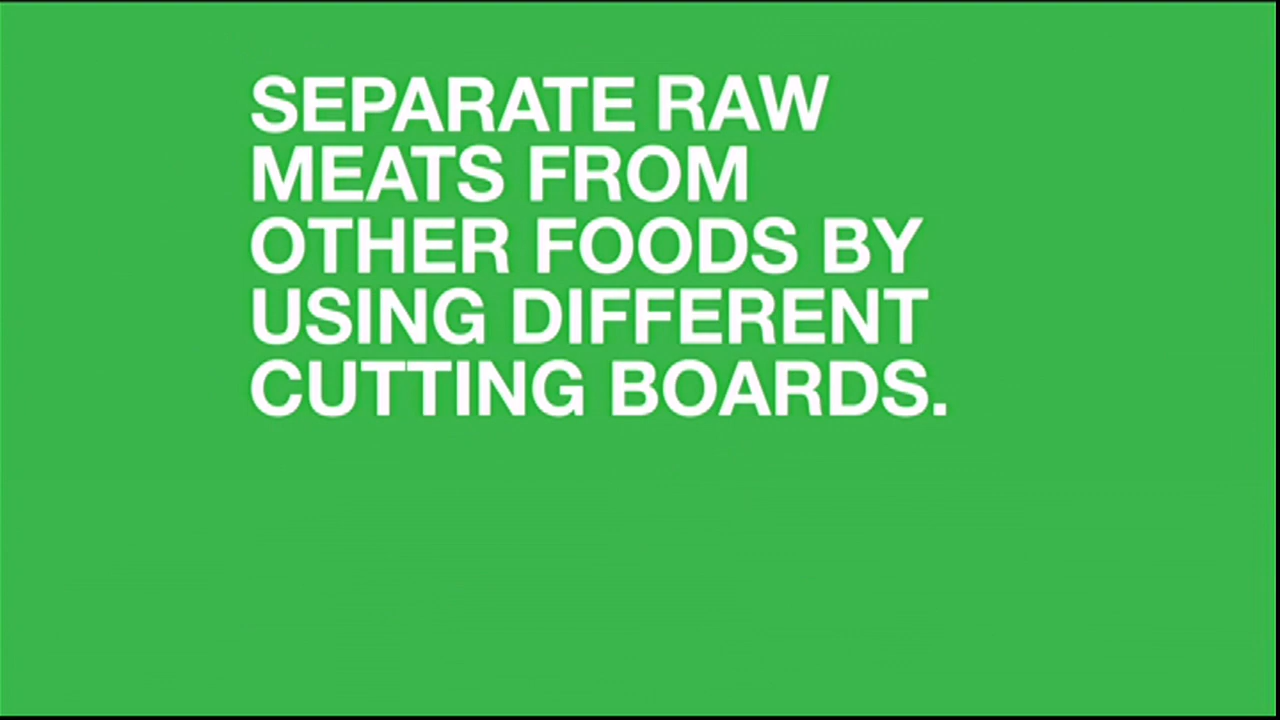 SEPARATE RAW
MEATS FROM
OTHER FOODS BY
USING DIFFERENT
CUTTING BOARDS.